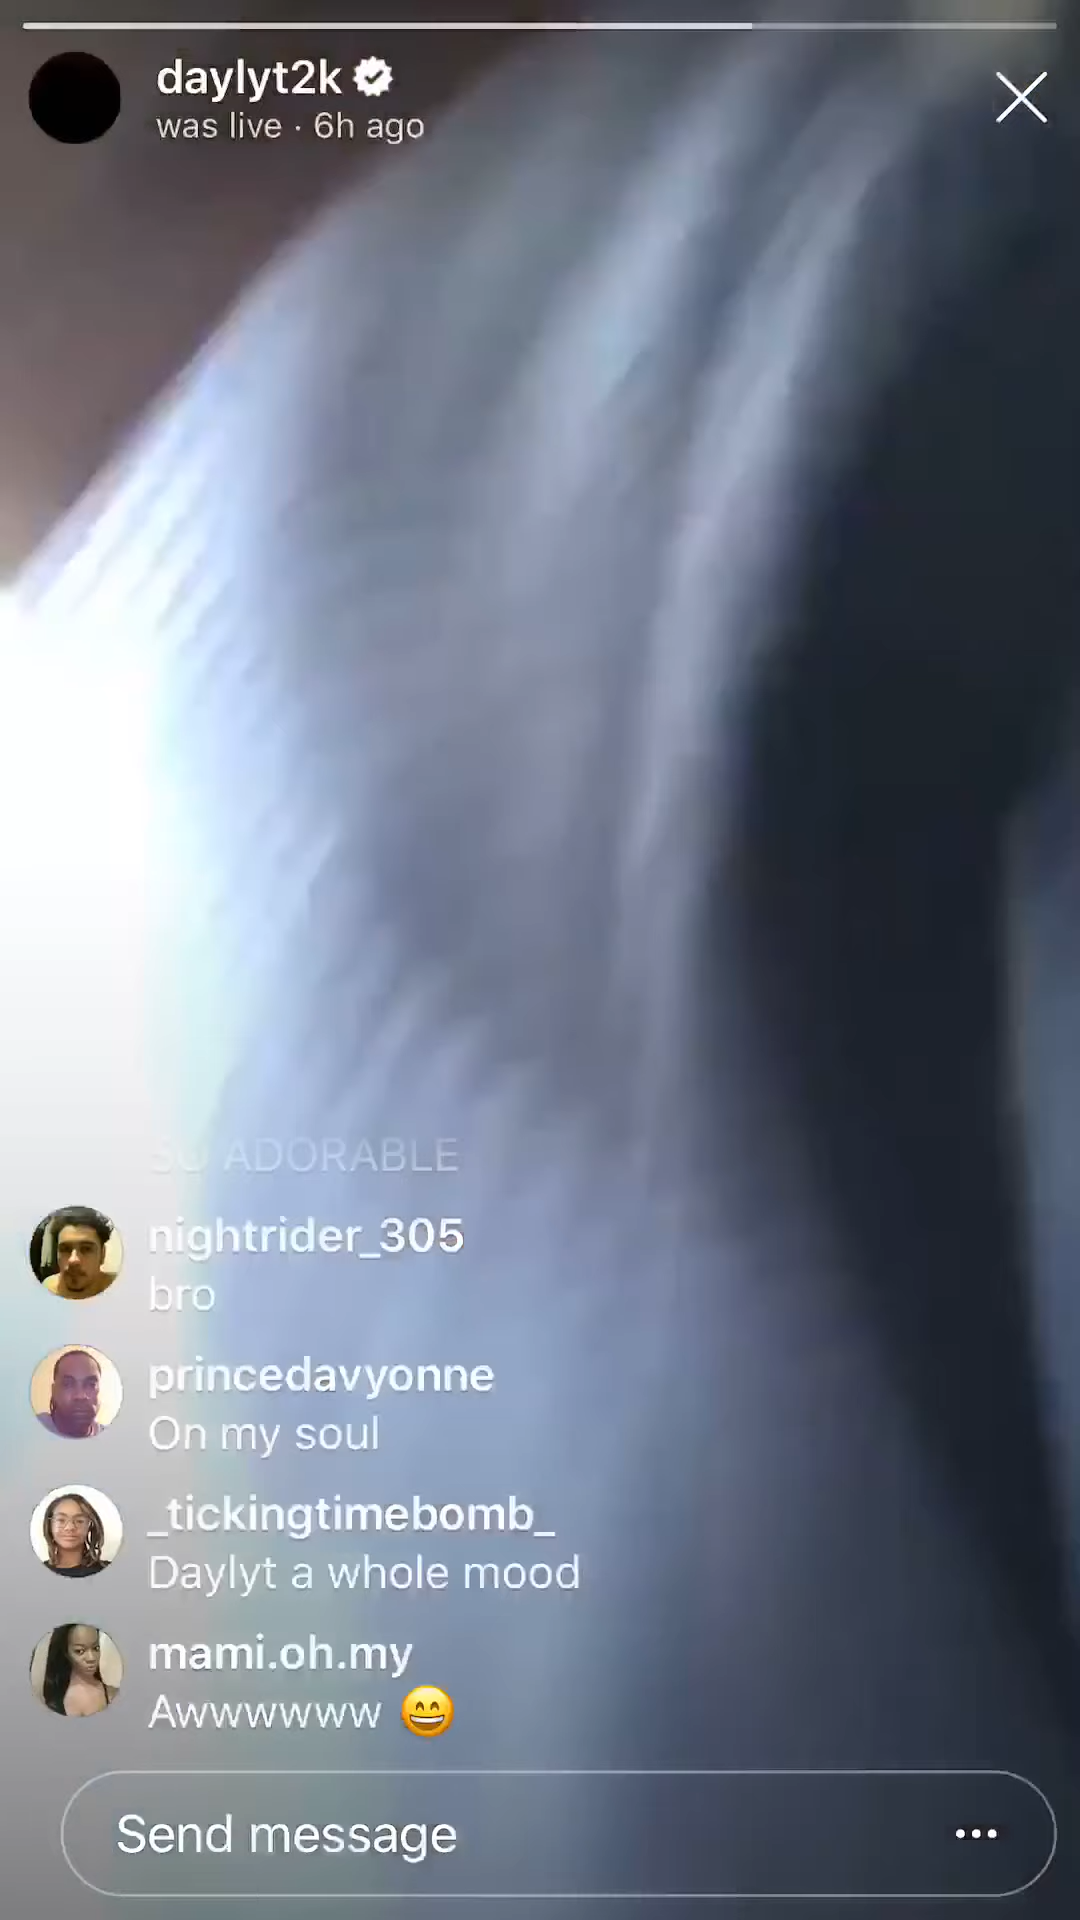 daylyt2k
was live · 6h ago
SO ADORABLE
nightrider_305
bro
princedavyonne
On my soul
_tickingtimebomb_
Daylyt a whole mood
mami.oh.my
Awwwwww 😄
Send message